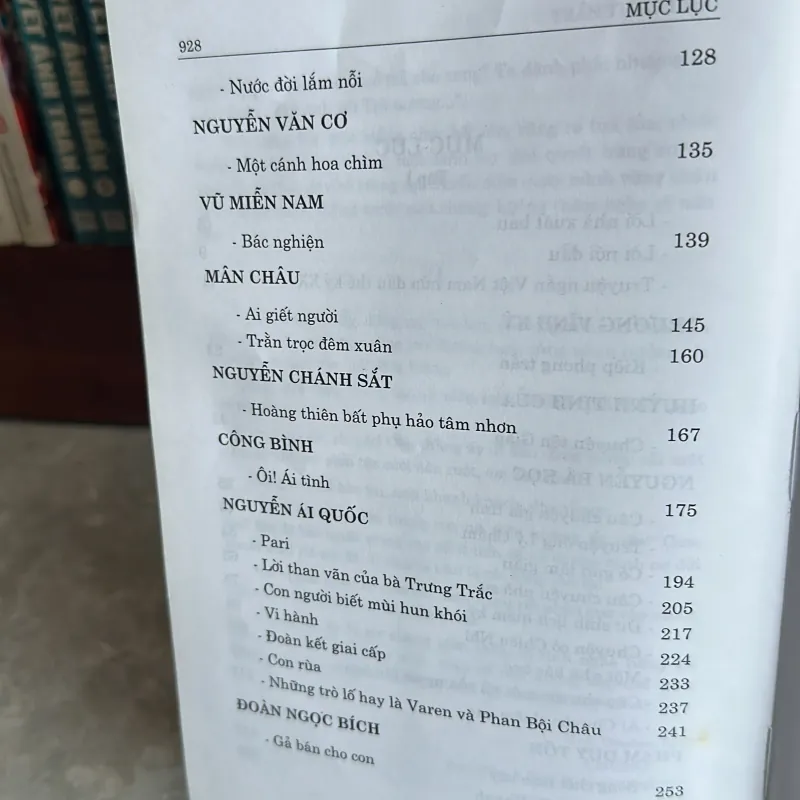 928 MỤC LỤC
- Nước đời lắm nỗi 128
NGUYỄN VĂN CƠ
- Một cánh hoa chìm 135
VŨ MIỄN NAM
- Bác nghiện 139
MÂN CHÂU
- Ai giết người 145
- Trằn trọc đêm xuân 160
NGUYỄN CHÁNH SẮT
- Hoàng thiên bất phụ hảo tâm nhơn 167
CÔNG BÌNH
- Ôi! Ái tình 175
NGUYỄN ÁI QUỐC
- Pari 194
- Lời than vãn của bà Trưng Trắc 205
- Con người biết mùi hun khói 217
- Vi hành 224
- Đoàn kết giai cấp 233
- Con rùa 237
- Những trò lố hay là Varen và Phan Bội Châu 241
ĐOÀN NGỌC BÍCH
- Gả bán cho con 253